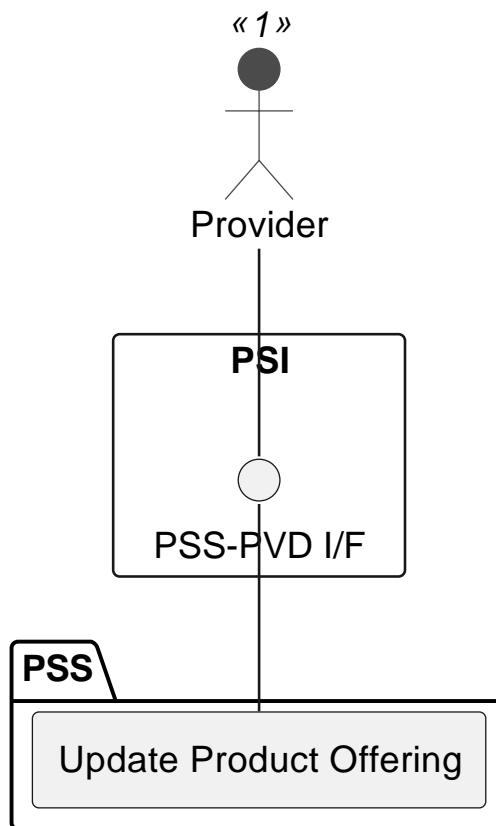 «1»
Provider
PSI
PSS-PVD I/F
PSS
Update Product Offering